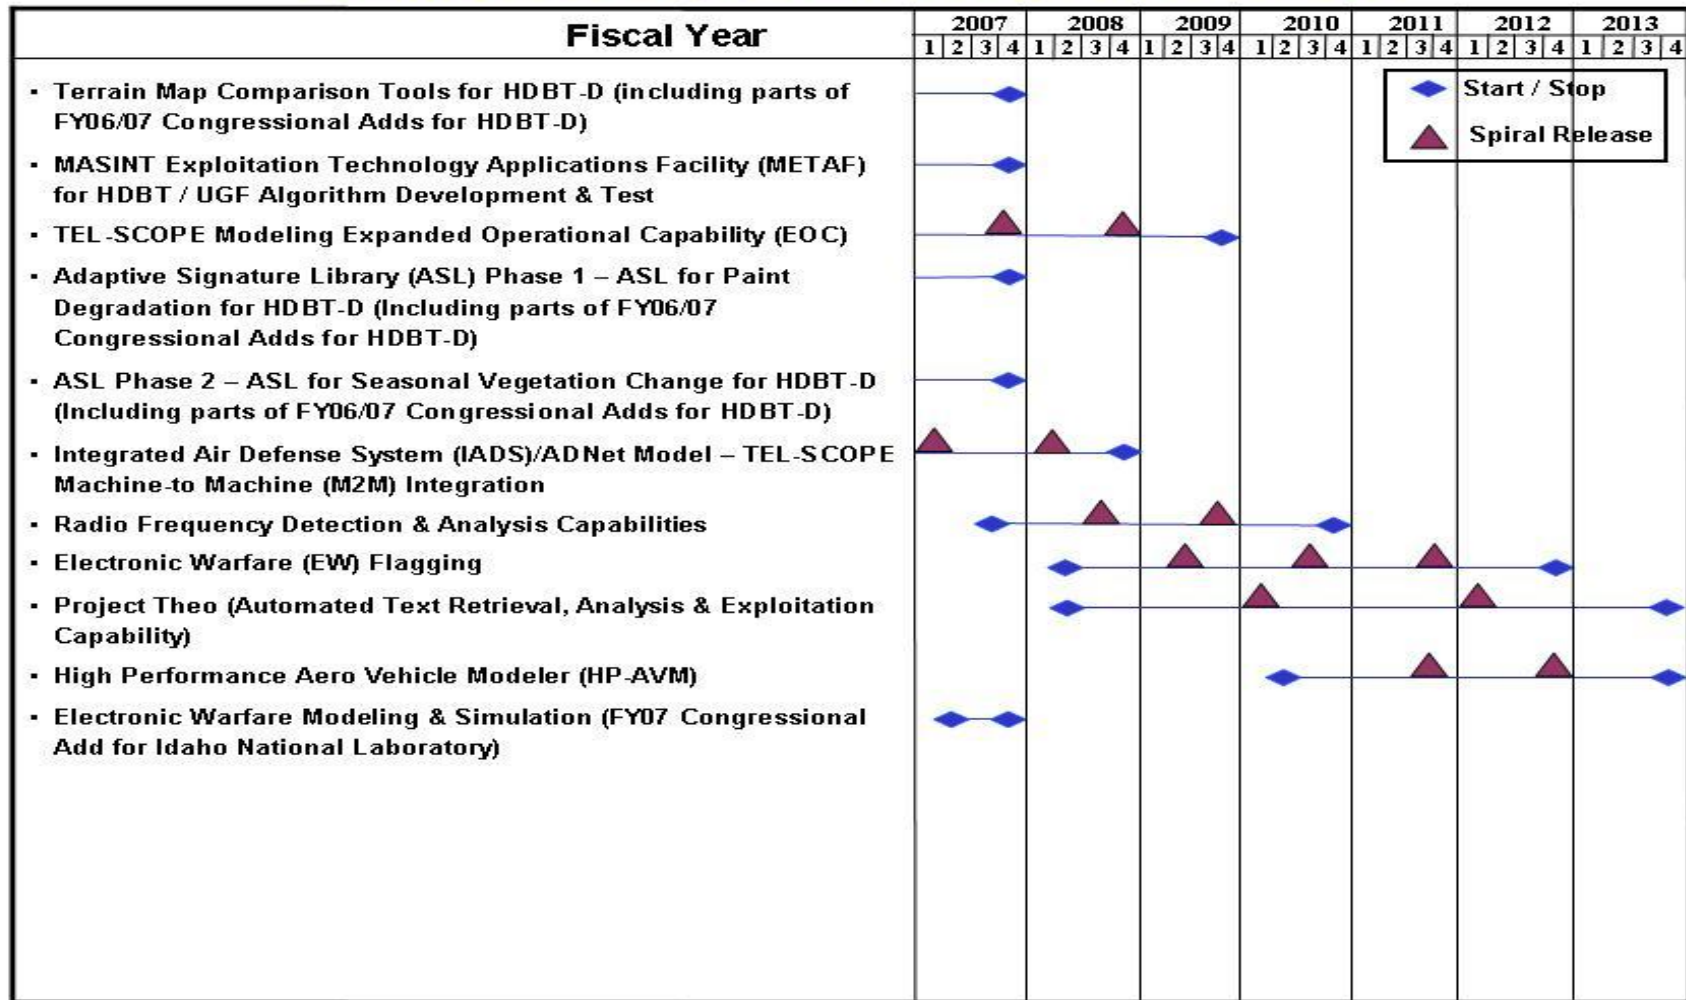 Fiscal Year
2007 2008 2009 2010 2011 2012 2013
1 2 3 4 1 2 3 4 1 2 3 4 1 2 3 4 1 2 3 4 1 2 3 4 1 2 3 4
Start / Stop
Spiral Release
▪ Terrain Map Comparison Tools for HDBT-D (including parts of
FY06/07 Congressional Adds for HDBT-D)
▪ MASINT Exploitation Technology Applications Facility (METAF)
for HDBT / UGF Algorithm Development & Test
▪ TEL-SCOPE Modeling Expanded Operational Capability (EOC)
▪ Adaptive Signature Library (ASL) Phase 1 – ASL for Paint
Degradation for HDBT-D (Including parts of FY06/07
Congressional Adds for HDBT-D)
▪ ASL Phase 2 – ASL for Seasonal Vegetation Change for HDBT-D
(Including parts of FY06/07 Congressional Adds for HDBT-D)
▪ Integrated Air Defense System (IADS)/ADNet Model – TEL-SCOPE
Machine-to Machine (M2M) Integration
▪ Radio Frequency Detection & Analysis Capabilities
▪ Electronic Warfare (EW) Flagging
▪ Project Theo (Automated Text Retrieval, Analysis & Exploitation
Capability)
▪ High Performance Aero Vehicle Modeler (HP-AVM)
▪ Electronic Warfare Modeling & Simulation (FY07 Congressional
Add for Idaho National Laboratory)